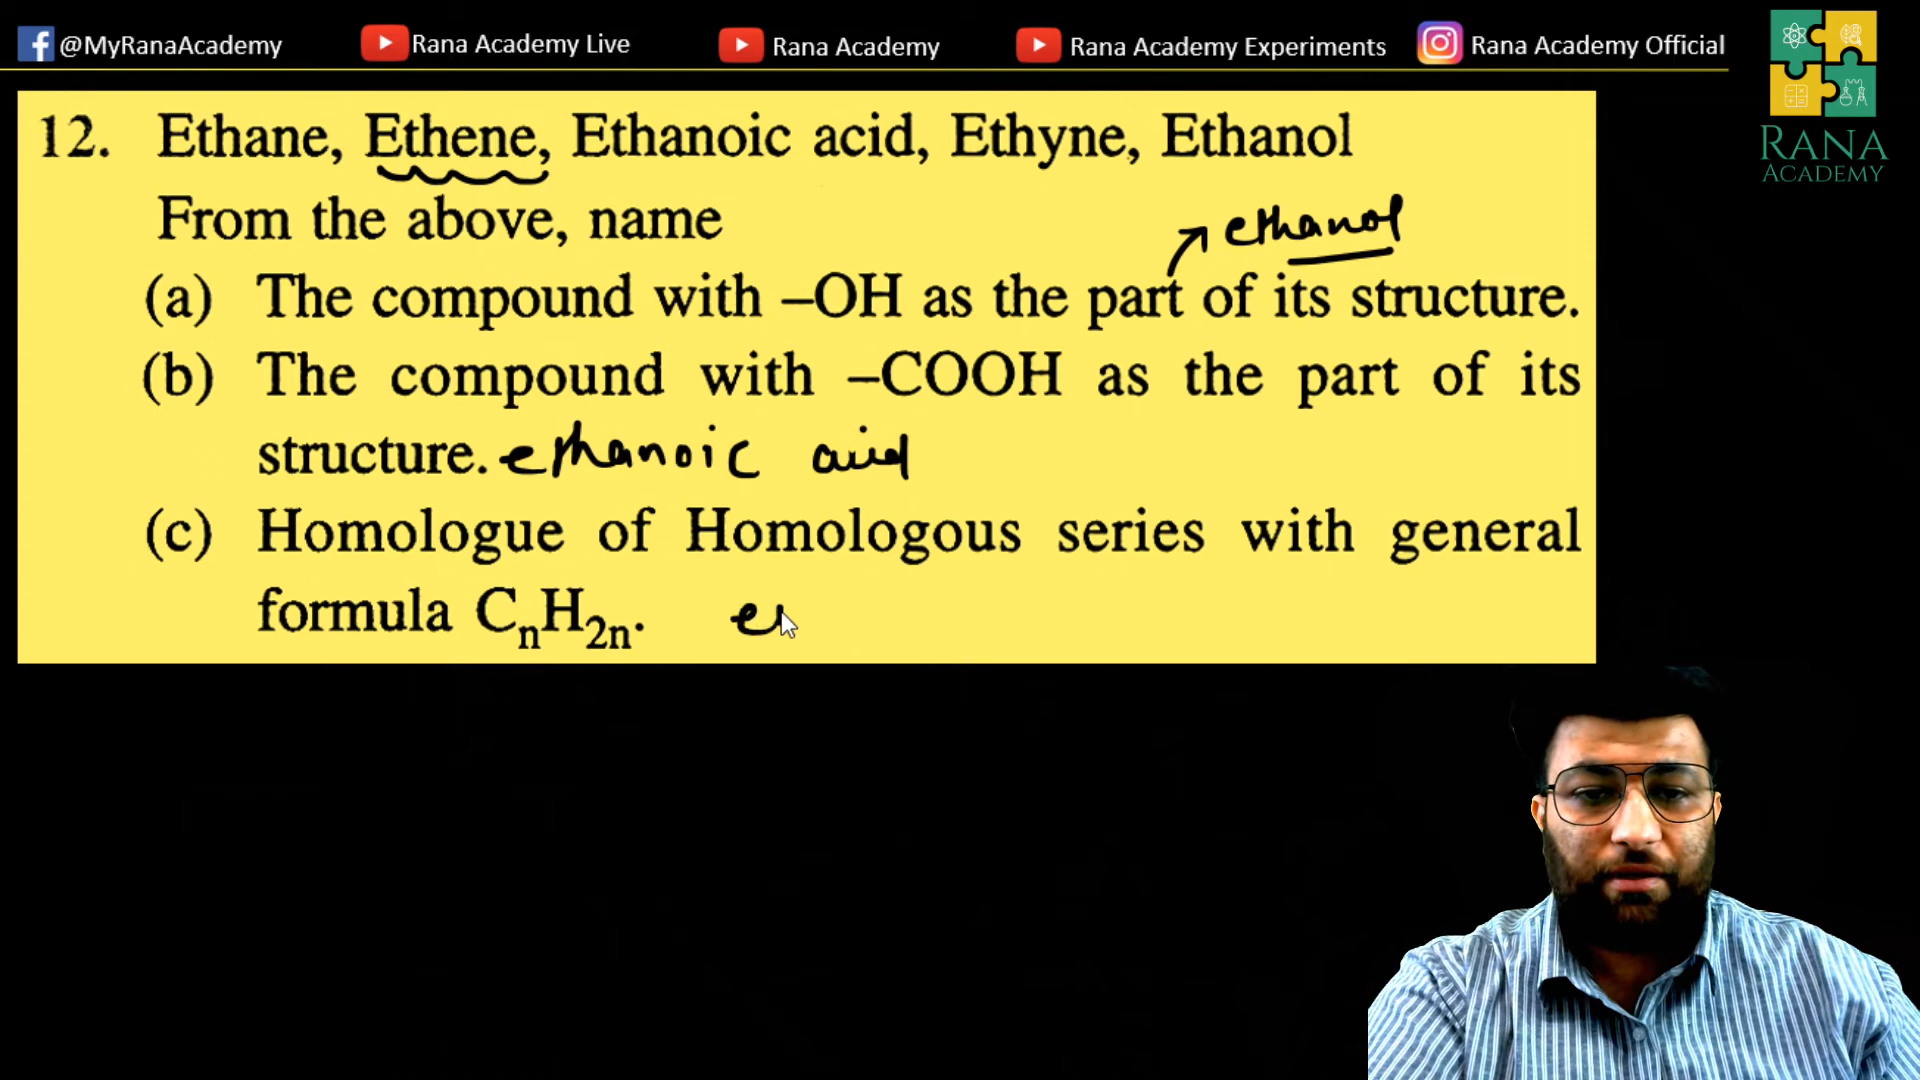 @MyRanaAcademy Rana Academy Live Rana Academy Rana Academy Experiments Rana Academy Official
RANA
ACADEMY
12. Ethane, Ethene, Ethanoic acid, Ethyne, Ethanol
From the above, name
ethanol
(a) The compound with –OH as the part of its structure.
(b) The compound with –COOH as the part of its
structure. ethanoic acid
(c) Homologue of Homologous series with general
formula CₙH₂ₙ.